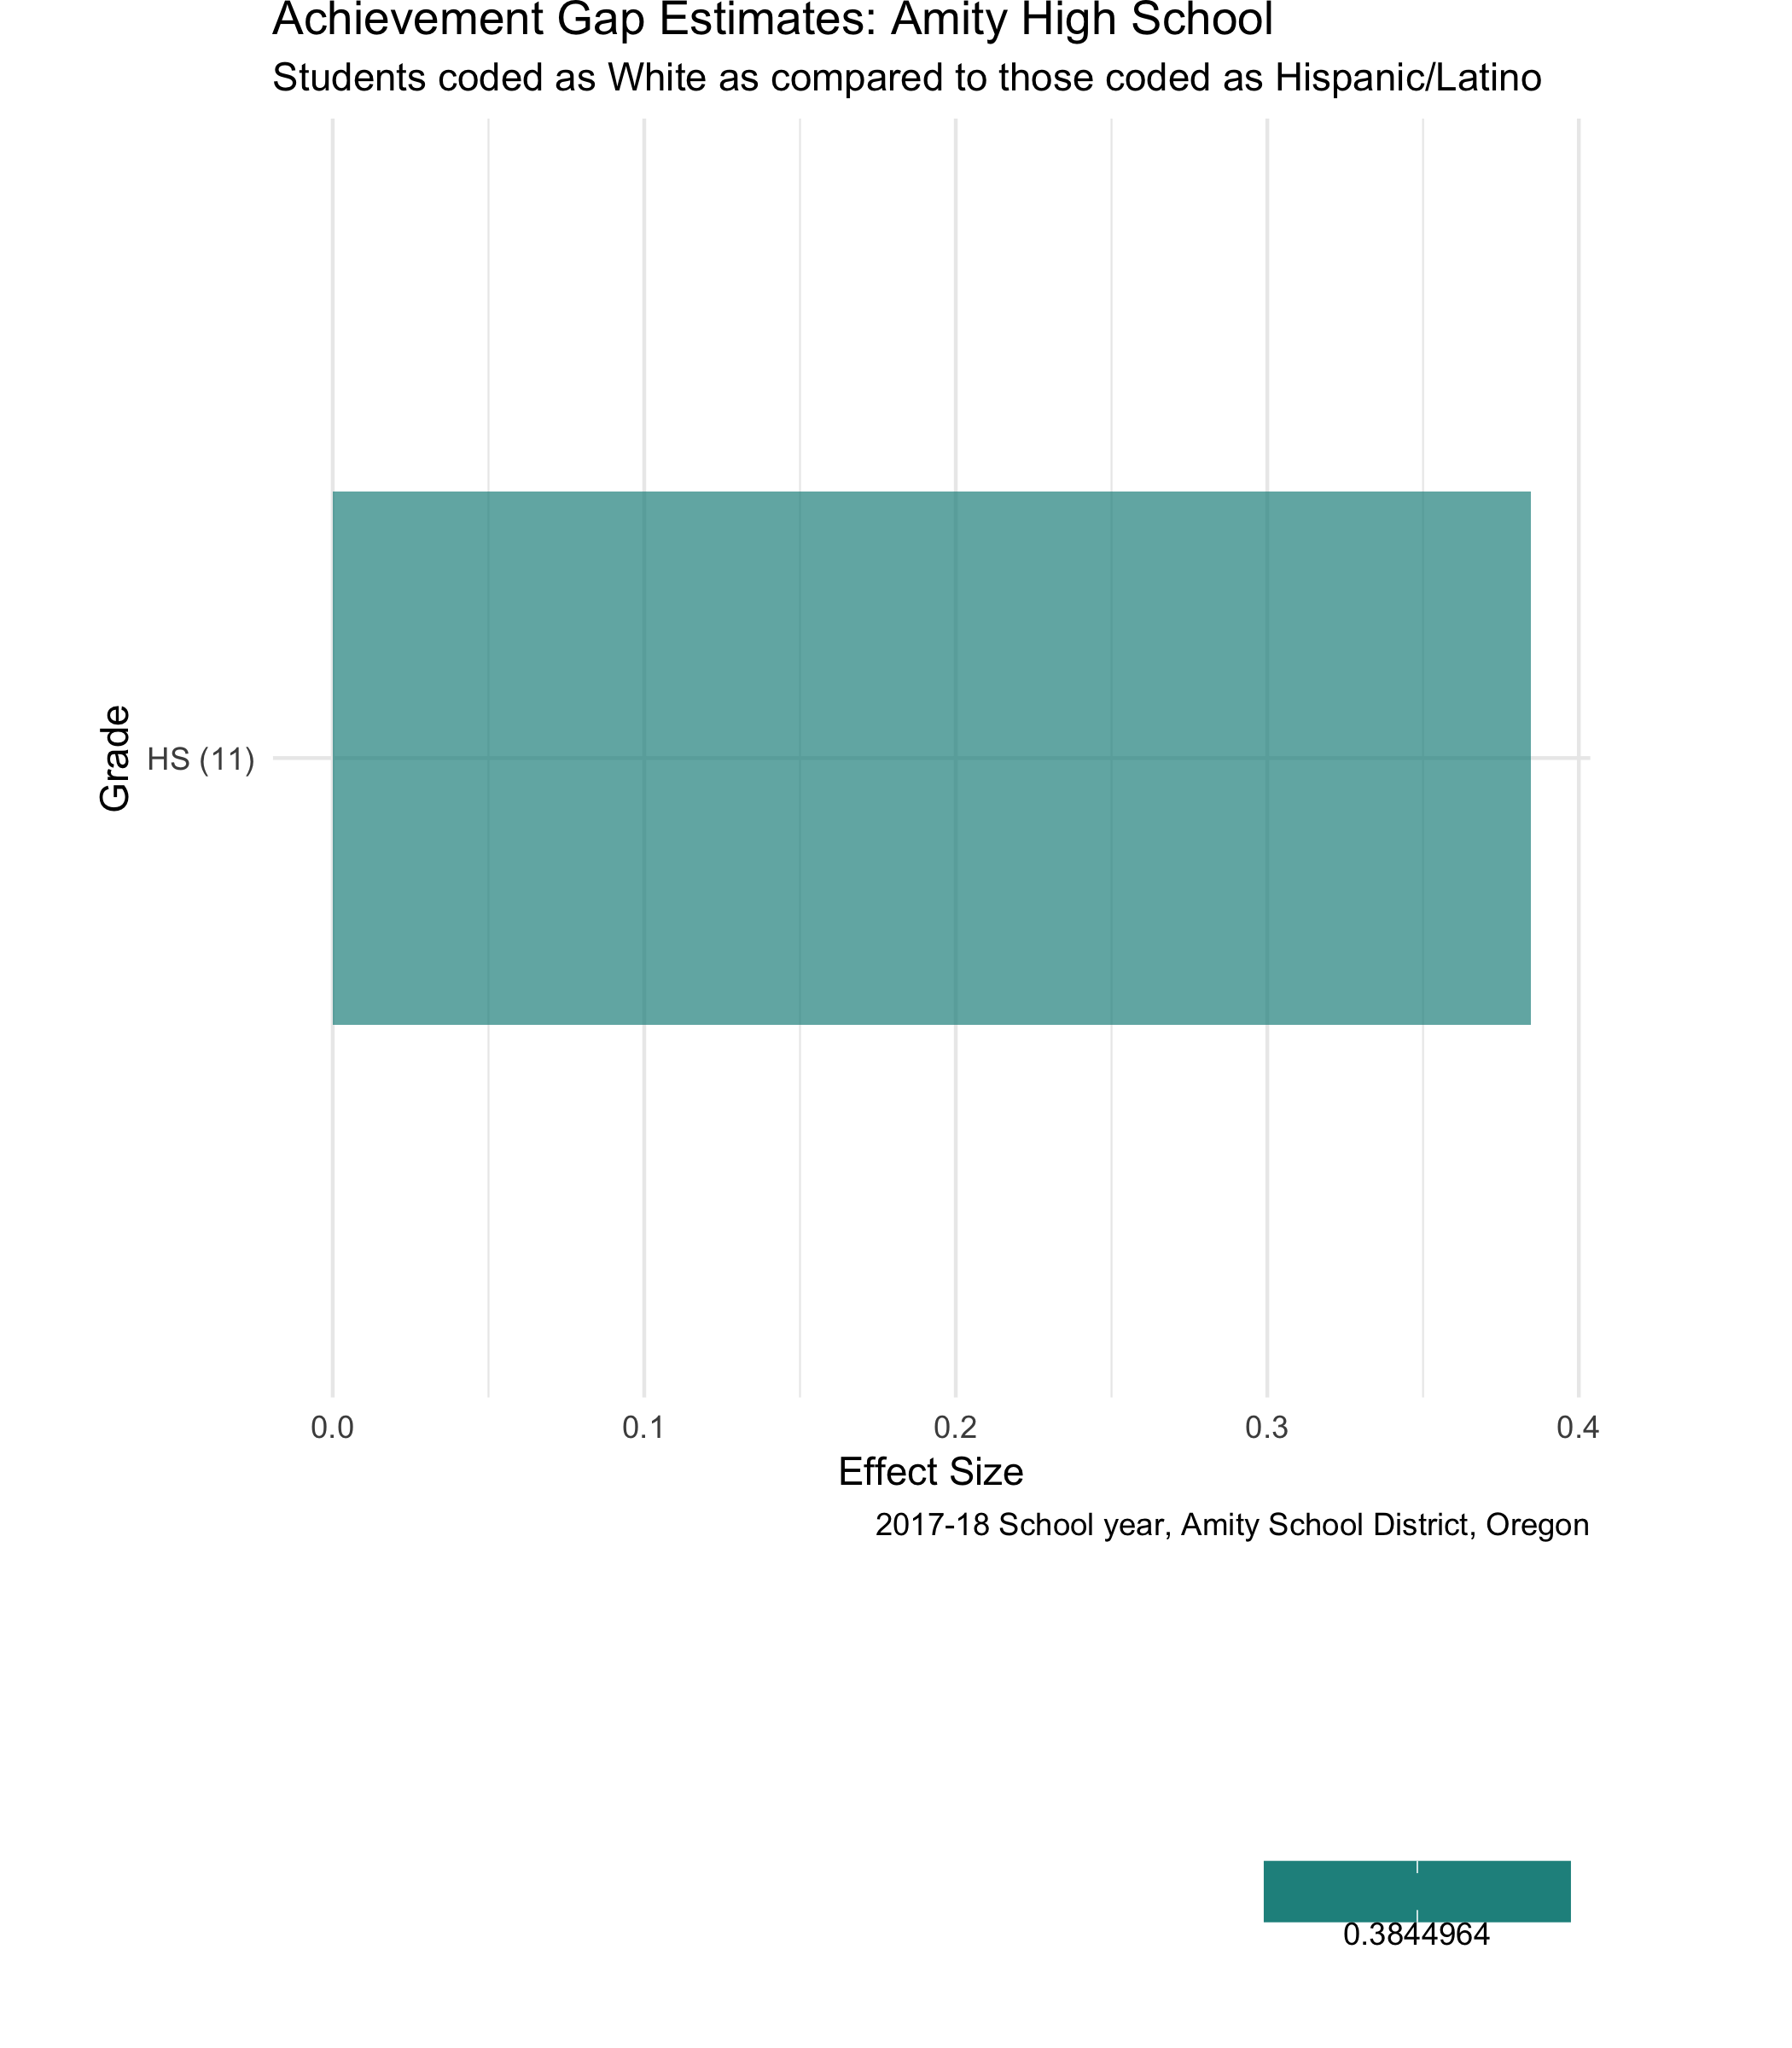 Achievement Gap Estimates: Amity High School
Students coded as White as compared to those coded as Hispanic/Latino
Grade
HS (11)
0.0 0.1 0.2 0.3 0.4
Effect Size
2017-18 School year, Amity School District, Oregon
0.3844964